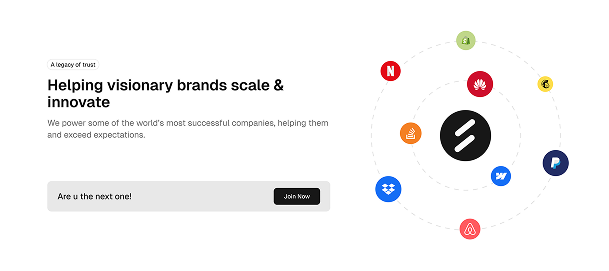 A legacy of trust
Helping visionary brands scale &
innovate
We power some of the world's most successful companies, helping them
and exceed expectations.
Are u the next one!
Join Now